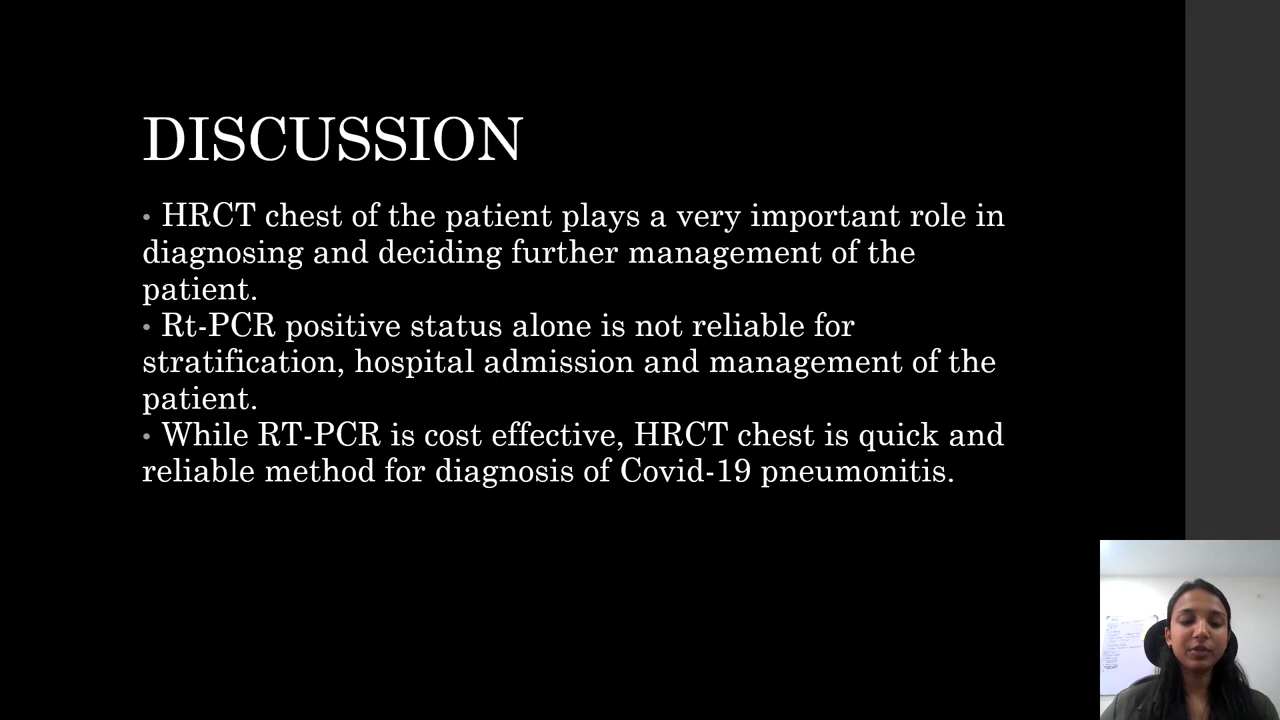 DISCUSSION
• HRCT chest of the patient plays a very important role in
diagnosing and deciding further management of the
patient.
• Rt-PCR positive status alone is not reliable for
stratification, hospital admission and management of the
patient.
• While RT-PCR is cost effective, HRCT chest is quick and
reliable method for diagnosis of Covid-19 pneumonitis.